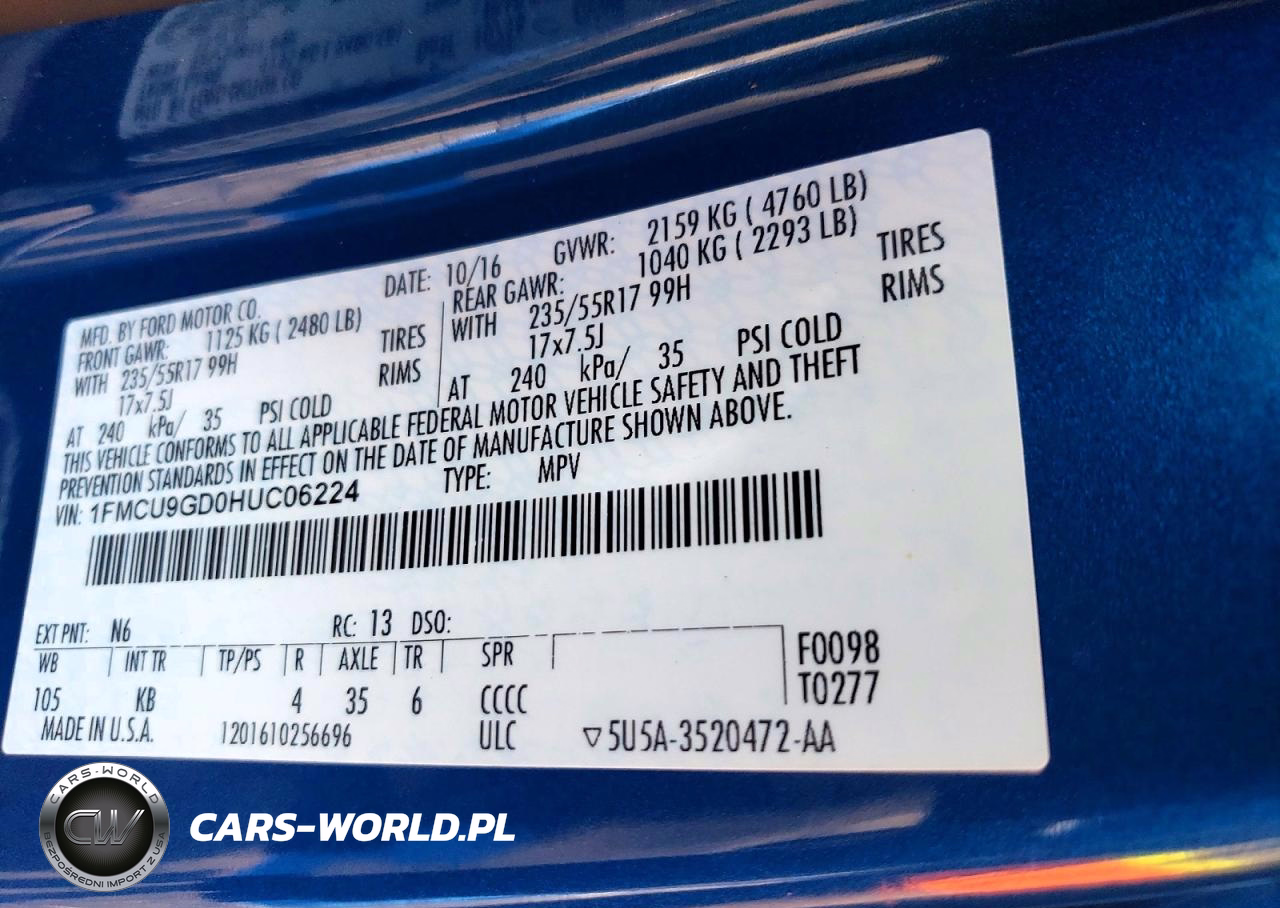 MFD. BY FORD MOTOR CO. DATE: 10/16 GVWR: 2159 KG ( 4760 LB)
FRONT GAWR: 1125 KG ( 2480 LB)
WITH 235/55R17 99H TIRES
17x7.5J RIMS
AT 240 kPa/ 35 PSI COLD
REAR GAWR: 1040 KG ( 2293 LB)
WITH 235/55R17 99H TIRES
17x7.5J RIMS
AT 240 kPa/ 35 PSI COLD
THIS VEHICLE CONFORMS TO ALL APPLICABLE FEDERAL MOTOR VEHICLE SAFETY AND THEFT
PREVENTION STANDARDS IN EFFECT ON THE DATE OF MANUFACTURE SHOWN ABOVE.
VIN: 1FMCU9GD0HUC06224 TYPE: MPV
EXT PNT: N6 RC: 13 DSO:
WB INT TR TP/PS R AXLE TR SPR F0098
105 KB 4 35 6 CCCC T0277
MADE IN U.S.A. 1201610256696 ULC ▽5U5A-3520472-AA
CARS-WORLD
CW
BEZPOŚREDNI IMPORT Z USA
CARS-WORLD.PL